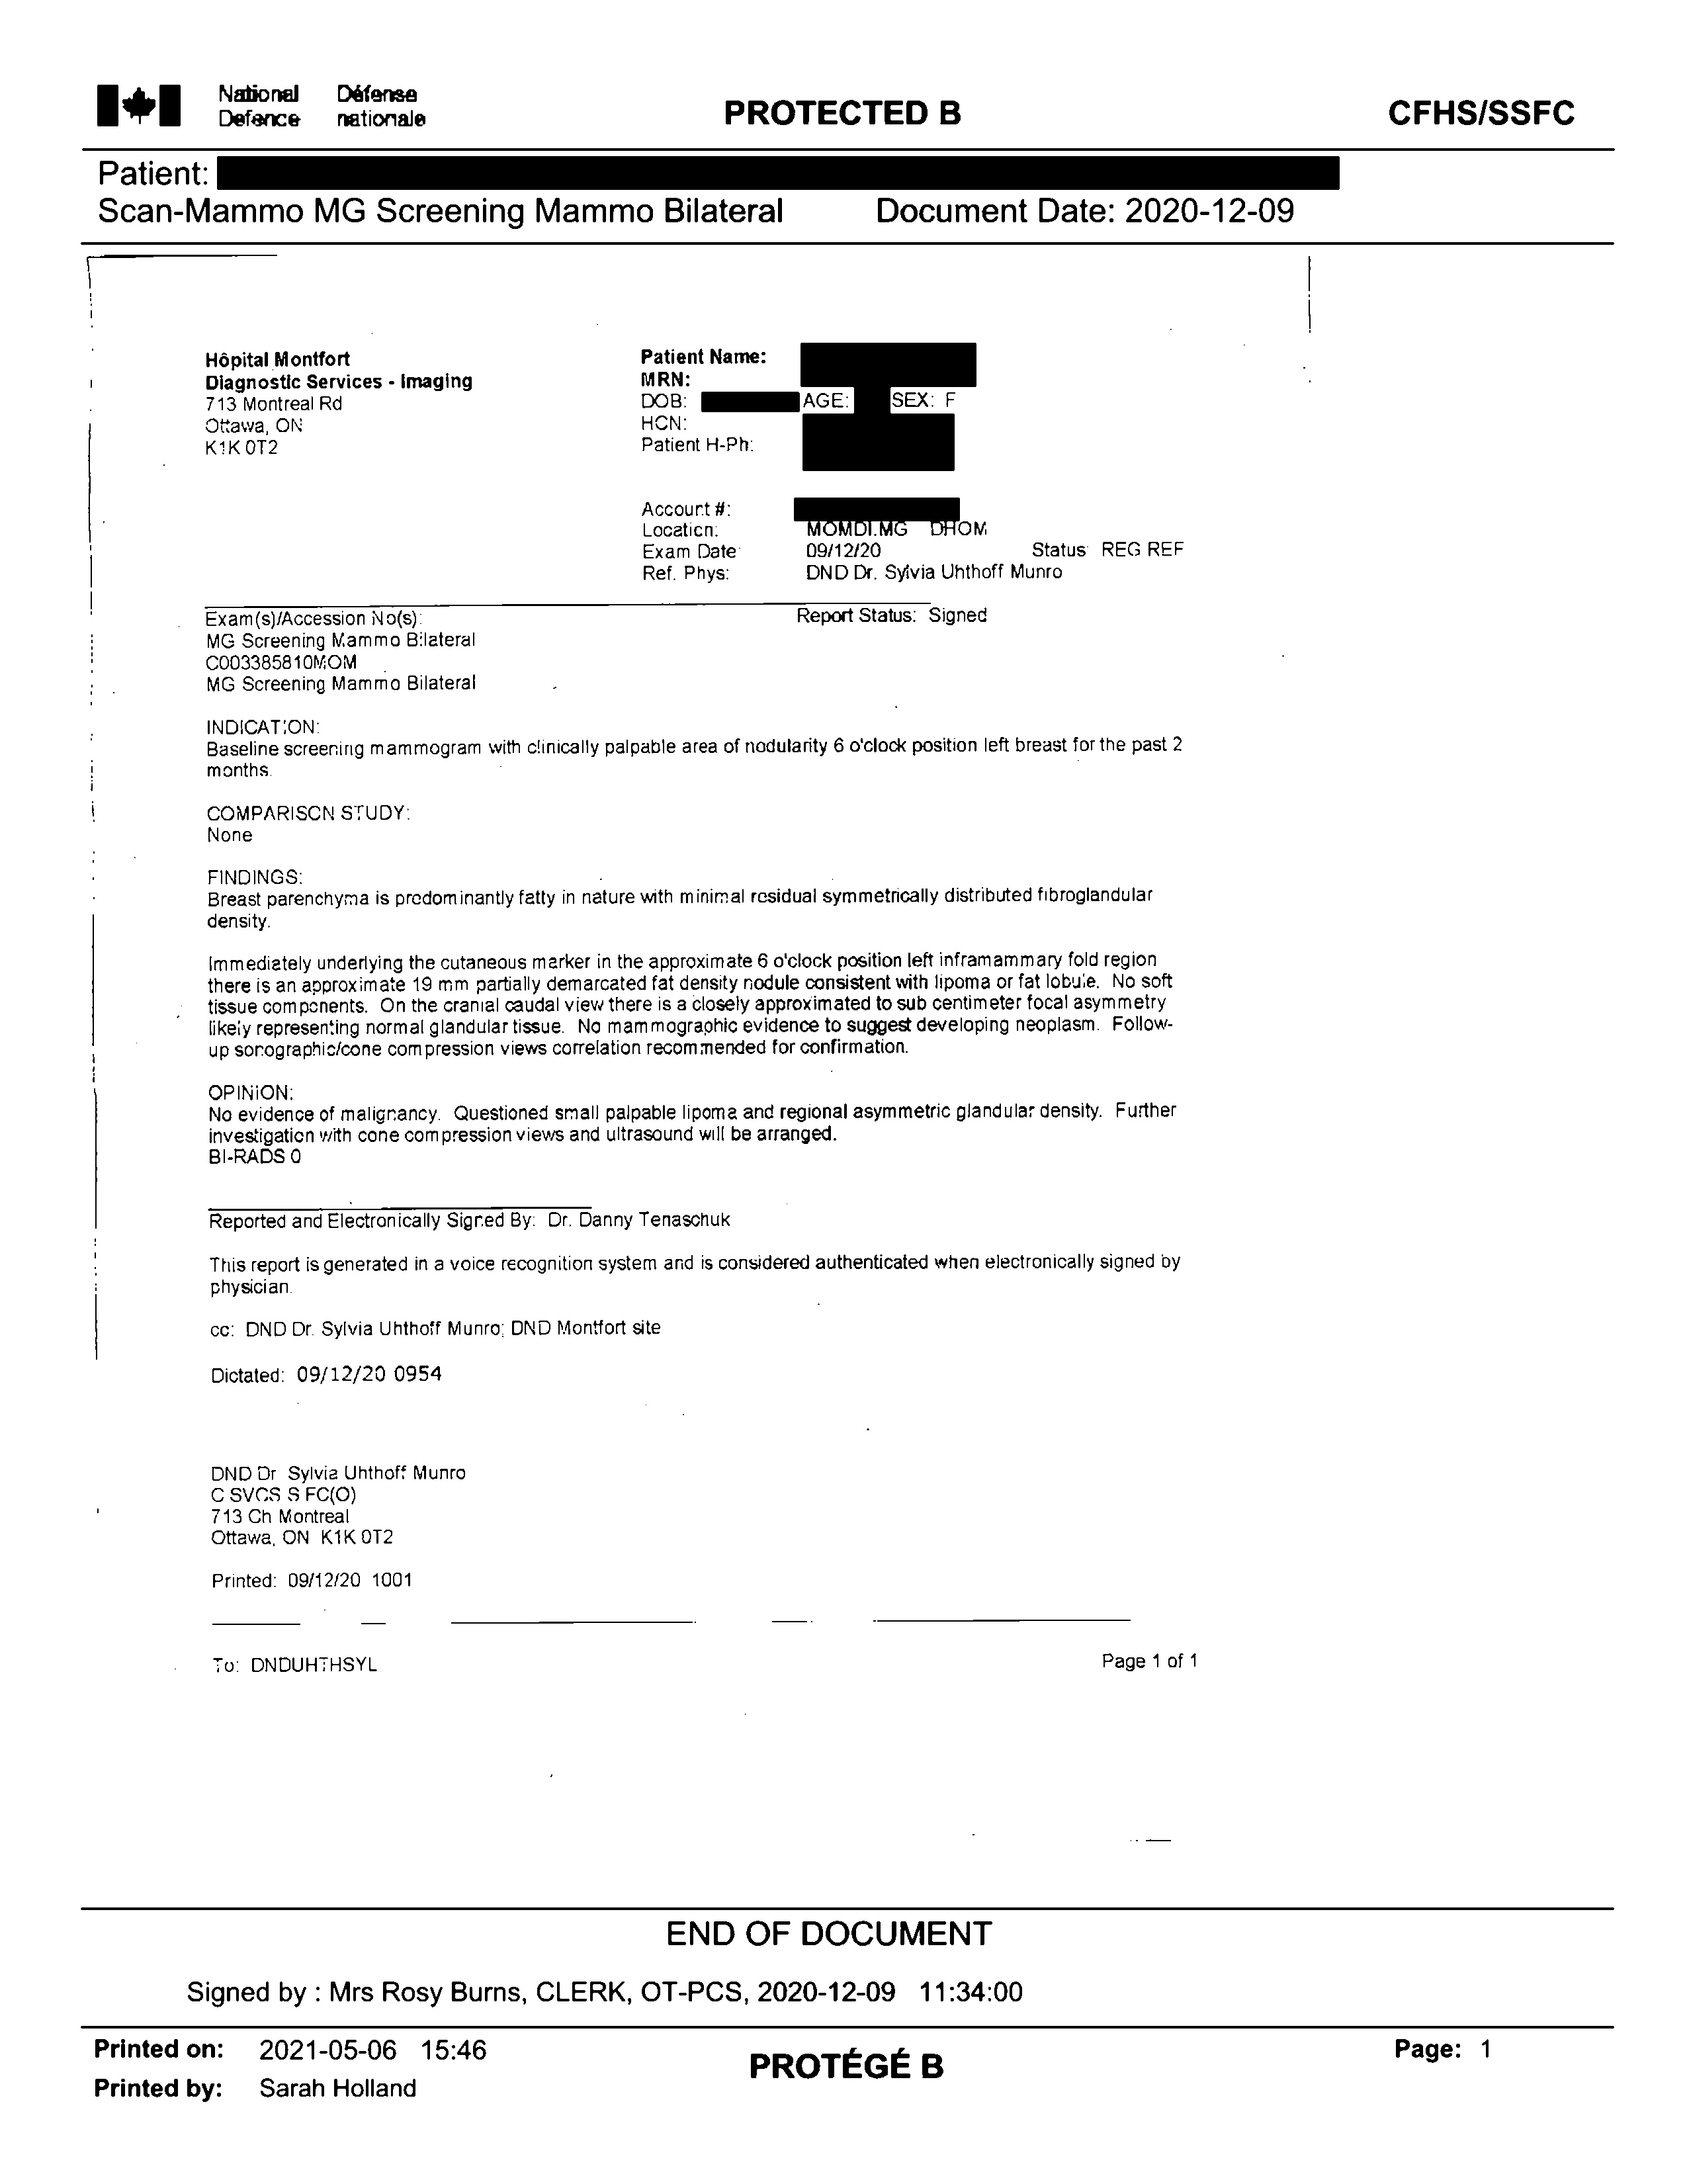 National Défense
Defence nationale
PROTECTED B
CFHS/SSFC
Patient:
Scan-Mammo MG Screening Mammo Bilateral Document Date: 2020-12-09
Hôpital Montfort
Diagnostic Services - Imaging
713 Montreal Rd
Ottawa, ON
K1K 0T2
Patient Name:
MRN:
DOB: AGE: SEX: F
HCN:
Patient H-Ph:
Account #:
Location: MOMDI.MG DHOM
Exam Date: 09/12/20 Status: REG REF
Ref. Phys: DND Dr. Sylvia Uhthoff Munro
Exam(s)/Accession No(s): Report Status: Signed
MG Screening Mammo Bilateral
C003385810MOM
MG Screening Mammo Bilateral
INDICATION:
Baseline screening mammogram with clinically palpable area of nodularity 6 o'clock position left breast for the past 2
months.
COMPARISON STUDY:
None
FINDINGS:
Breast parenchyma is predominantly fatty in nature with minimal residual symmetrically distributed fibroglandular
density.
Immediately underlying the cutaneous marker in the approximate 6 o'clock position left inframammary fold region
there is an approximate 19 mm partially demarcated fat density nodule consistent with lipoma or fat lobule. No soft
tissue components. On the cranial caudal view there is a closely approximated to sub centimeter focal asymmetry
likely representing normal glandular tissue. No mammographic evidence to suggest developing neoplasm. Follow-
up sonographic/cone compression views correlation recommended for confirmation.
OPINION:
No evidence of malignancy. Questioned small palpable lipoma and regional asymmetric glandular density. Further
investigation with cone compression views and ultrasound will be arranged.
BI-RADS 0
Reported and Electronically Signed By: Dr. Danny Tenaschuk
This report is generated in a voice recognition system and is considered authenticated when electronically signed by
physician.
cc: DND Dr. Sylvia Uhthoff Munro; DND Montfort site
Dictated: 09/12/20 0954
DND Dr Sylvia Uhthoff Munro
C SVCS S FC(O)
713 Ch Montreal
Ottawa, ON K1K 0T2
Printed: 09/12/20 1001
To: DNDUHTHSYL
Page 1 of 1
END OF DOCUMENT
Signed by : Mrs Rosy Burns, CLERK, OT-PCS, 2020-12-09 11:34:00
Printed on: 2021-05-06 15:46
Printed by: Sarah Holland
PROTÉGÉ B
Page: 1